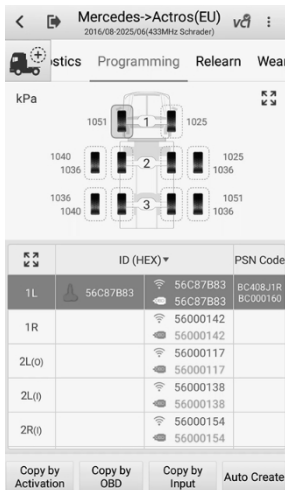 Mercedes->Actros(EU)
2016/08-2025/06(433MHz Schrader)
stics Programming Relearn Wea
kPa
1051 1 1025
1040 1025
1036 2 1036
1036 1051
1040 3 1036
ID (HEX)▾ PSN Code
1L 56C87B83 56C87B83 BC408J1R
56C87B83 BC000160
1R 56000142
56000142
2L(O) 56000117
56000117
2L(I) 56000138
56000138
2R(I) 56000154
56000154
Copy by Activation
Copy by OBD
Copy by Input
Auto Create